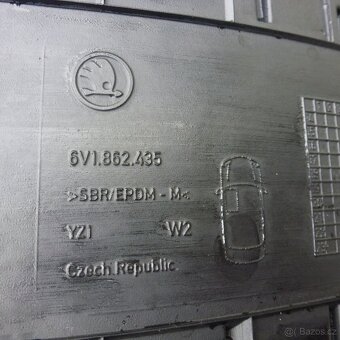 6V1.862.435
>SBR/EPDM - M<
YZ1 W2
Czech Republic
Bazos.cz